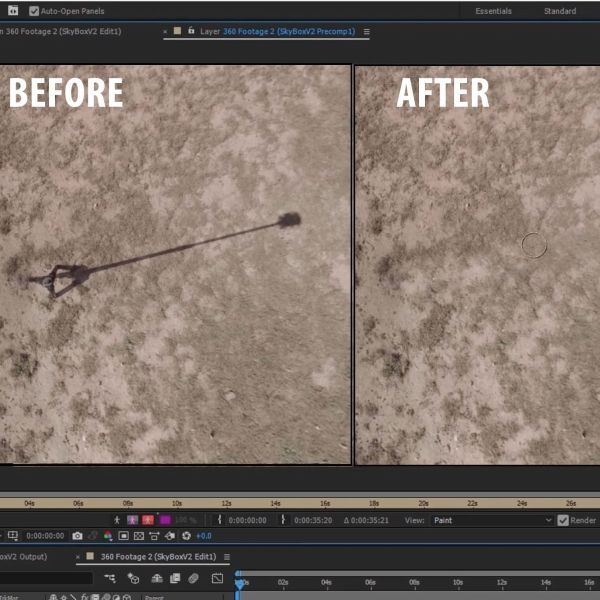 Auto-Open Panels Essentials Standard
n 360 Footage 2 (SkyBoxV2 Edit1) × Layer 360 Footage 2 (SkyBoxV2 Precomp1)
BEFORE AFTER
04s 06s 08s 10s 12s 14s 16s 18s 20s 22s 24s 26s
100 % 0:00:00:00 0:00:35:20 Δ 0:00:35:21 View: Paint Render
0:00:00:00 +0.0
oxV2 Output) × 360 Footage 2 (SkyBoxV2 Edit1)
02s 04s 06s 08s 10s 12s 14s 16s
TrkMat Parent